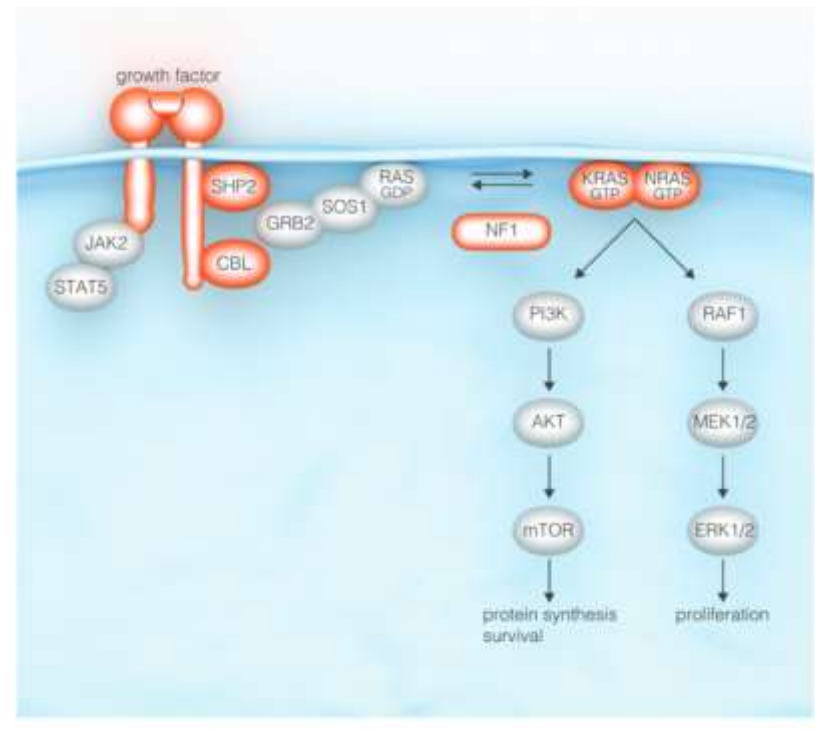 growth factor
SHP2
RAS
GDP
KRAS
GTP
NRAS
GTP
SOS1
GRB2
NF1
JAK2
CBL
STAT5
PI3K
RAF1
AKT
MEK1/2
mTOR
ERK1/2
protein synthesis
survival
proliferation